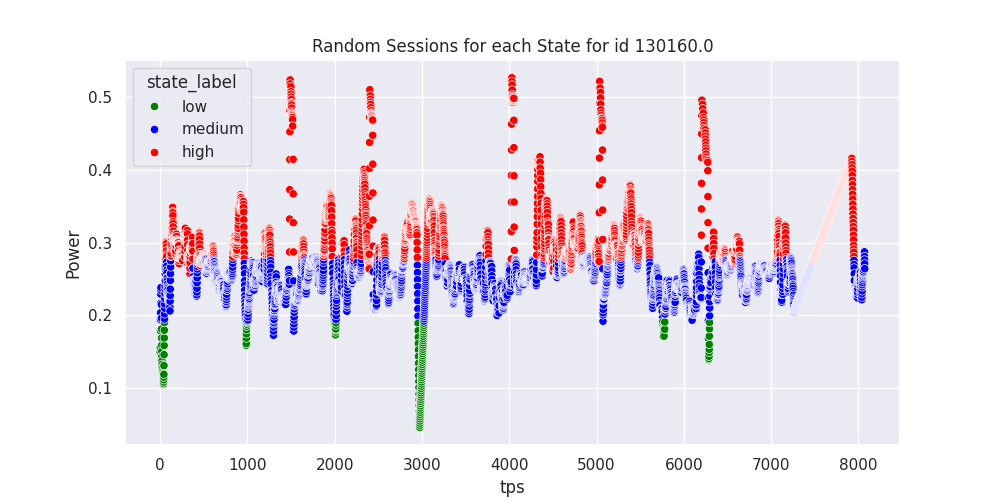 Random Sessions for each State for id 130160.0
state_label
low
medium
high
0.5
0.4
0.3
0.2
0.1
Power
0 1000 2000 3000 4000 5000 6000 7000 8000
tps